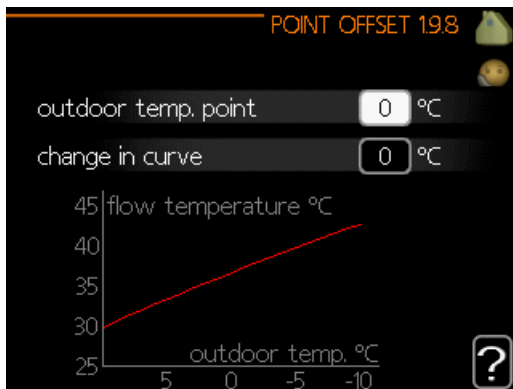 POINT OFFSET 1.9.8
outdoor temp. point 0 °C
change in curve 0 °C
45 flow temperature °C
40
35
30
25 outdoor temp. °C
5 0 -5 -10
?